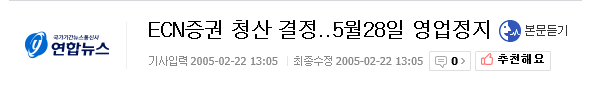 국가기간뉴스통신사
연합뉴스
ECN증권 청산 결정..5월28일 영업정지 본문듣기
기사입력 2005-02-22 13:05 최종수정 2005-02-22 13:05 0 추천해요